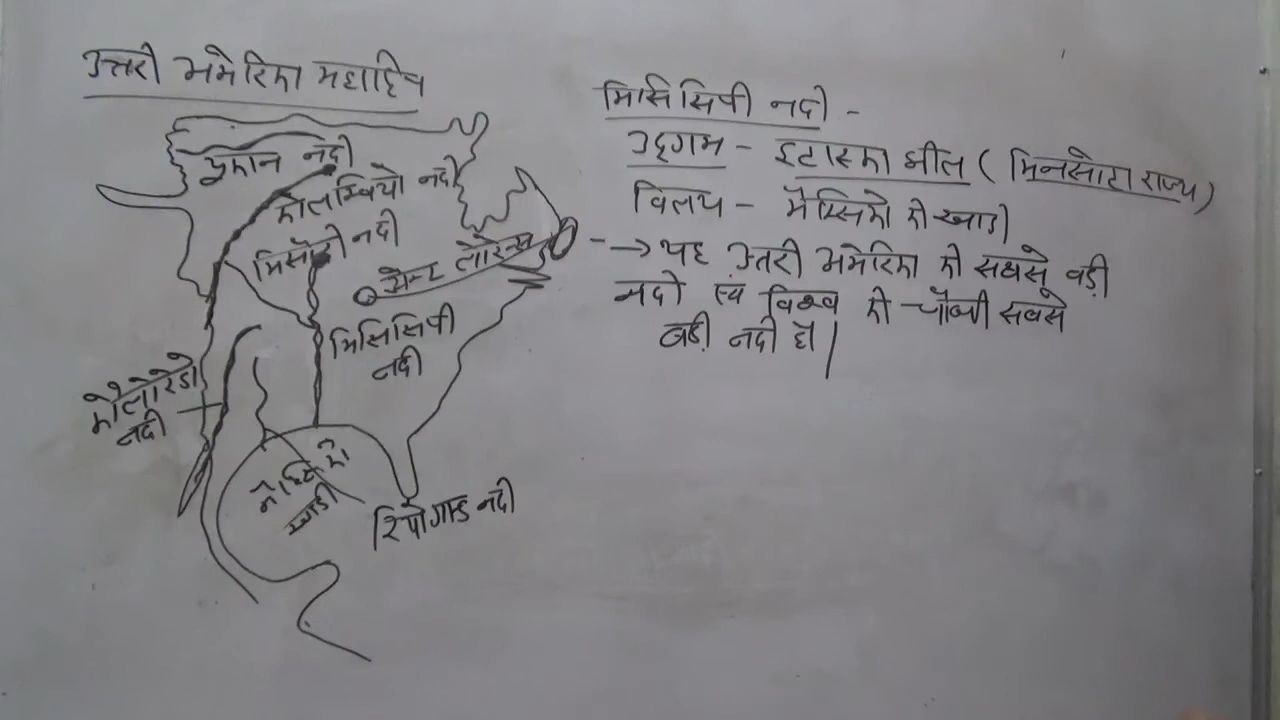 उत्तरी अमेरिका महाद्विप
युकान नदी
कोलम्बिया नदी
मिसोरी नदी
सेन्ट लोरेन्स
मिसिसिपी
नदी
कोलोरेडो
नदी
मैक्सिको
खाड़ी
रियोग्राण्ड नदी
मिसिसिपी नदी -
उद्गम - इटास्का झील ( मिनसोटा राज्य)
विलय - मैक्सिको की खाड़ी
→ यह उत्तरी अमेरिका की सबसे बड़ी
नदी एवं विश्व की चौथी सबसे
बड़ी नदी है।